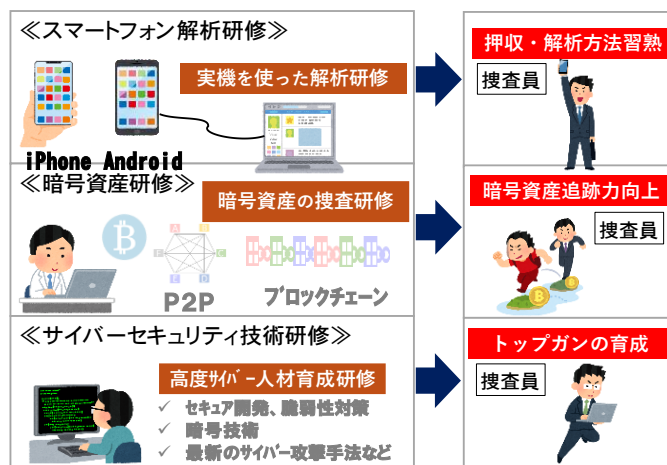 ≪スマートフォン解析研修≫
実機を使った解析研修
iPhone Android
押収・解析方法習熟
捜査員
≪暗号資産研修≫
暗号資産の捜査研修
A
B
F
C
E
D
P2P
ブロックチェーン
暗号資産追跡力向上
捜査員
≪サイバーセキュリティ技術研修≫
高度サイバー人材育成研修
✓ セキュア開発、脆弱性対策
✓ 暗号技術
✓ 最新のサイバー攻撃手法など
トップガンの育成
捜査員